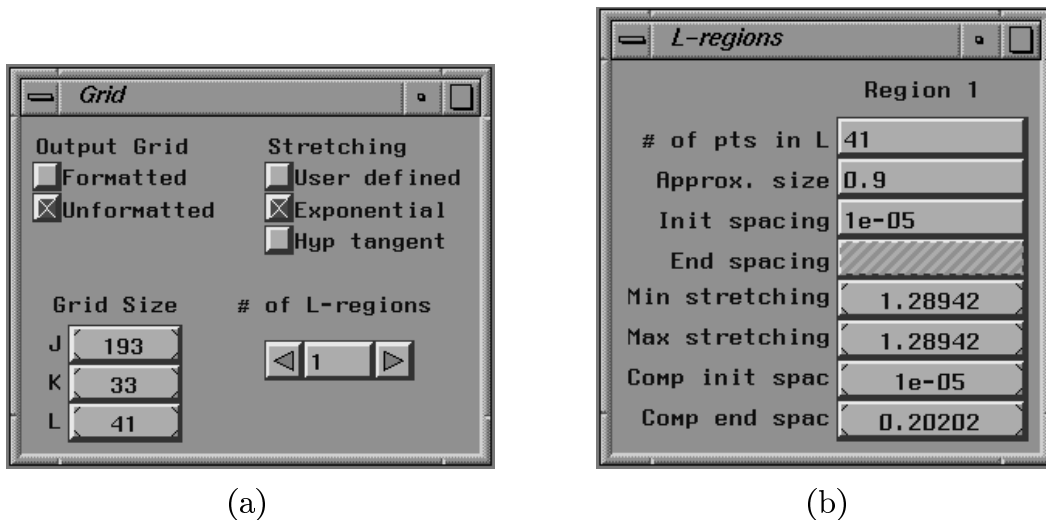 Grid
Output Grid
Formatted
Unformatted
Stretching
User defined
Exponential
Hyp tangent
Grid Size
J 193
K 33
L 41
# of L-regions
1
(a)
L-regions
Region 1
# of pts in L 41
Approx. size 0.9
Init spacing 1e-05
End spacing
Min stretching 1.28942
Max stretching 1.28942
Comp init spac 1e-05
Comp end spac 0.20202
(b)